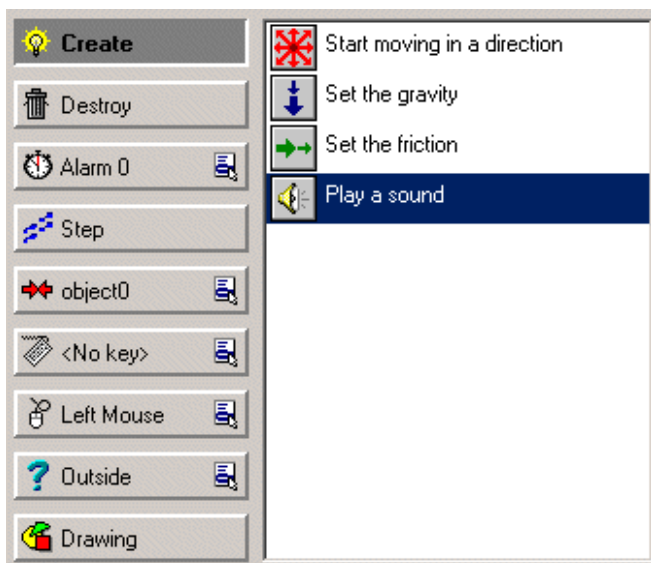 Create
Destroy
Alarm 0
Step
object0
<No key>
Left Mouse
Outside
Drawing
Start moving in a direction
Set the gravity
Set the friction
Play a sound